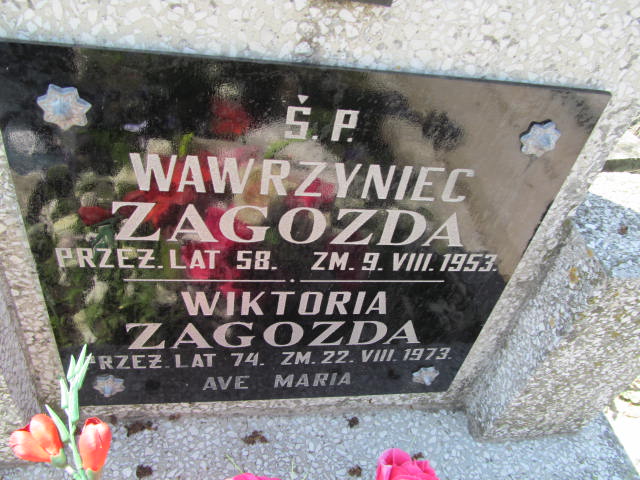 Ś.P.
WAWRZYNIEC
ZAGOZDA
PRZEŻ. LAT 58. ZM. 9. VIII. 1953.
WIKTORIA
ZAGOZDA
PRZEŻ. LAT 74. ZM. 22. VIII. 1973.
AVE MARIA